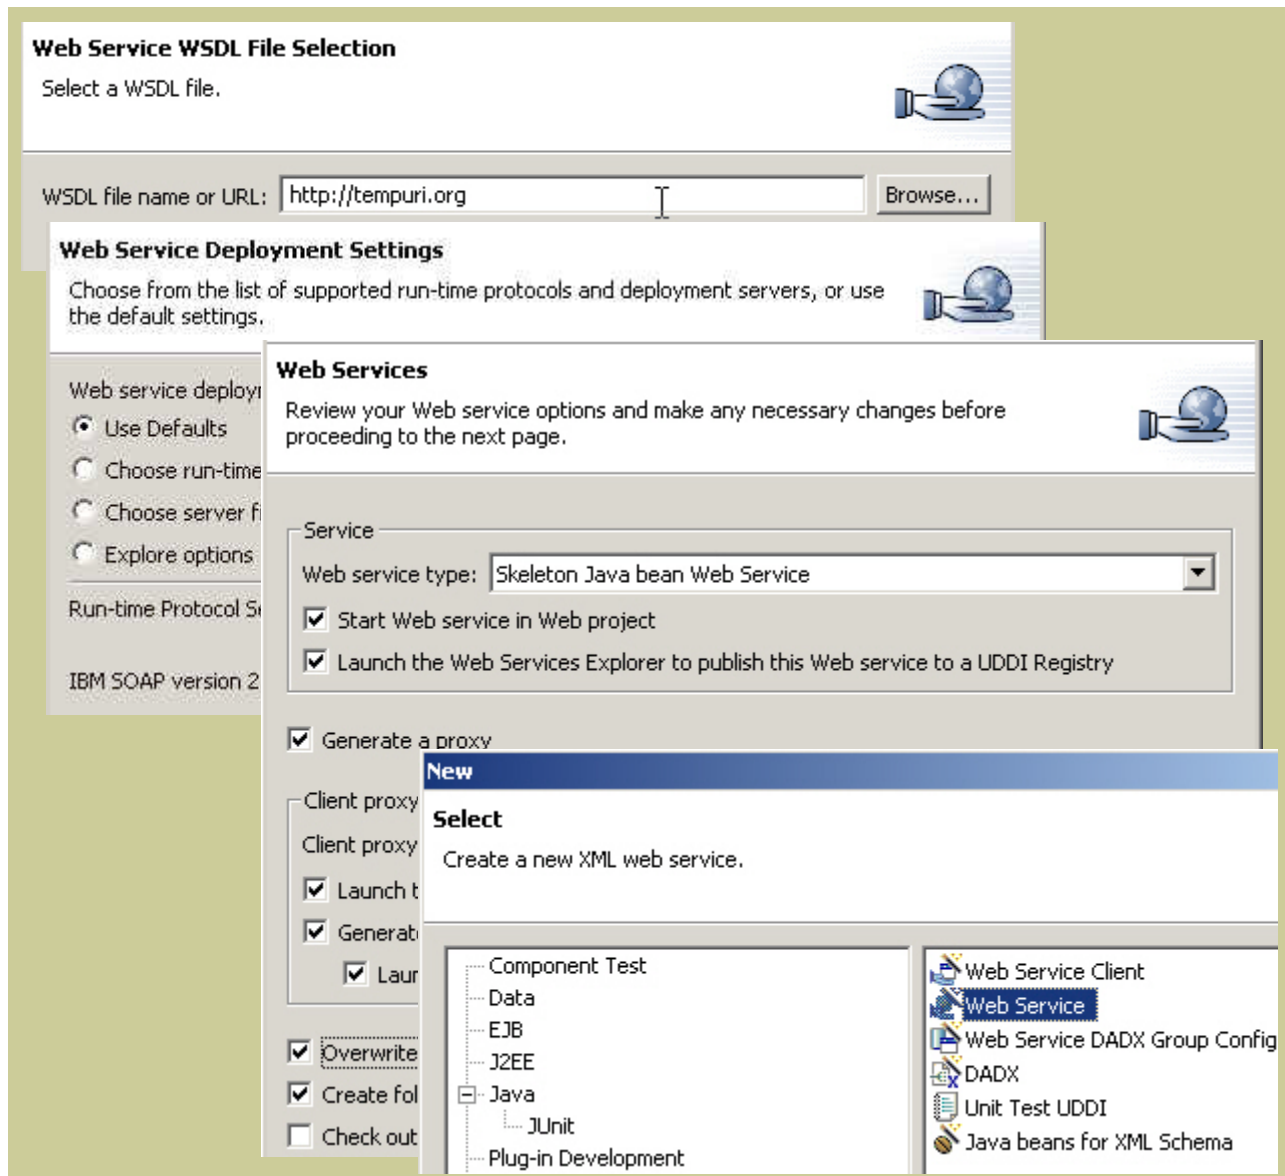 Web Service WSDL File Selection
Select a WSDL file.
WSDL file name or URL: http://tempuri.org Browse...
Web Service Deployment Settings
Choose from the list of supported run-time protocols and deployment servers, or use
the default settings.
Web service
Use Defaults
Choose run-time
Choose server
Explore options
Run-time Protocol
IBM SOAP version 2
Web Services
Review your Web service options and make any necessary changes before
proceeding to the next page.
Service
Web service type: Skeleton Java bean Web Service
Start Web service in Web project
Launch the Web Services Explorer to publish this Web service to a UDDI Registry
Generate a proxy
Client proxy
Client proxy
Launch
Overwrite
Create
Check out
New
Select
Create a new XML web service.
Component Test
Data
EJB
J2EE
Java
JUnit
Plug-in Development
Web Service Client
Web Service
Web Service DADX Group Config
DADX
Unit Test UDDI
Java beans for XML Schema